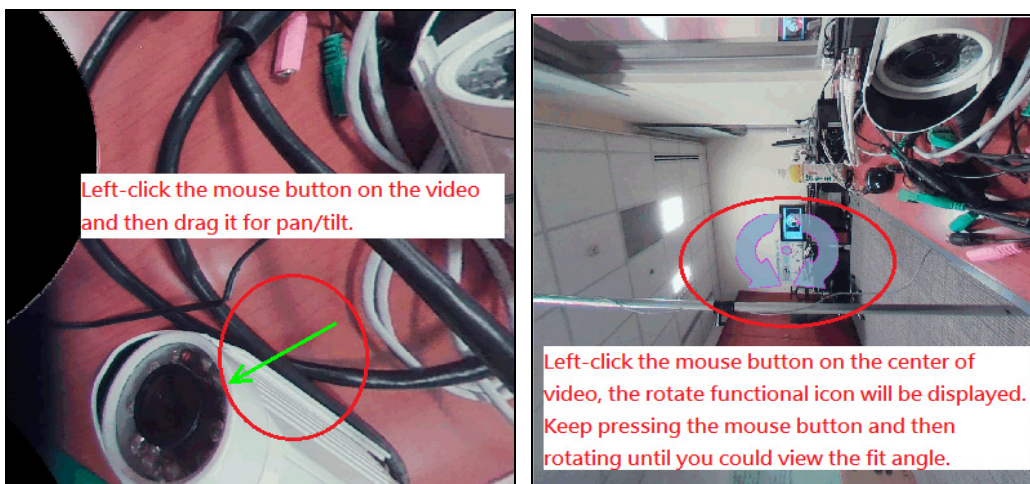 Left-click the mouse button on the video
and then drag it for pan/tilt.
Left-click the mouse button on the center of
video, the rotate functional icon will be displayed.
Keep pressing the mouse button and then
rotating until you could view the fit angle.